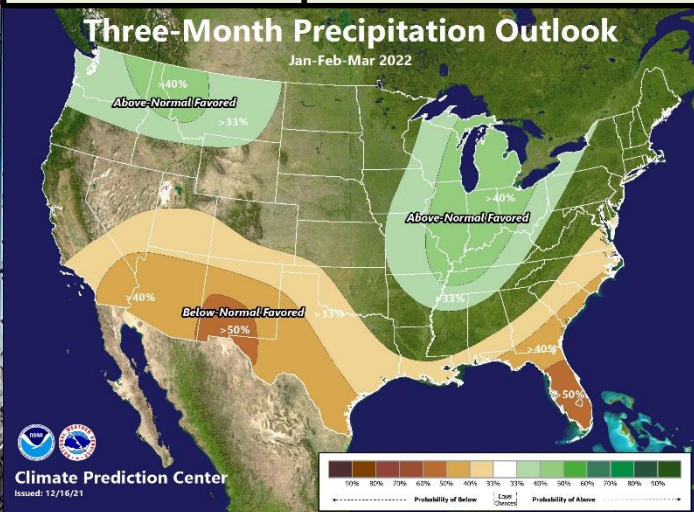 Three-Month Precipitation Outlook
Jan-Feb-Mar 2022
>40%
Above-Normal Favored
>33%
>40%
Above-Normal Favored
>33%
>40%
Below-Normal Favored
>33%
>50%
>40%
>50%
NOAA
Climate Prediction Center
Issued: 12/16/21
90% 80% 70% 60% 50% 40% 33% 33% 40% 50% 60% 70% 80% 90%
Probability of Below Equal Chances Probability of Above